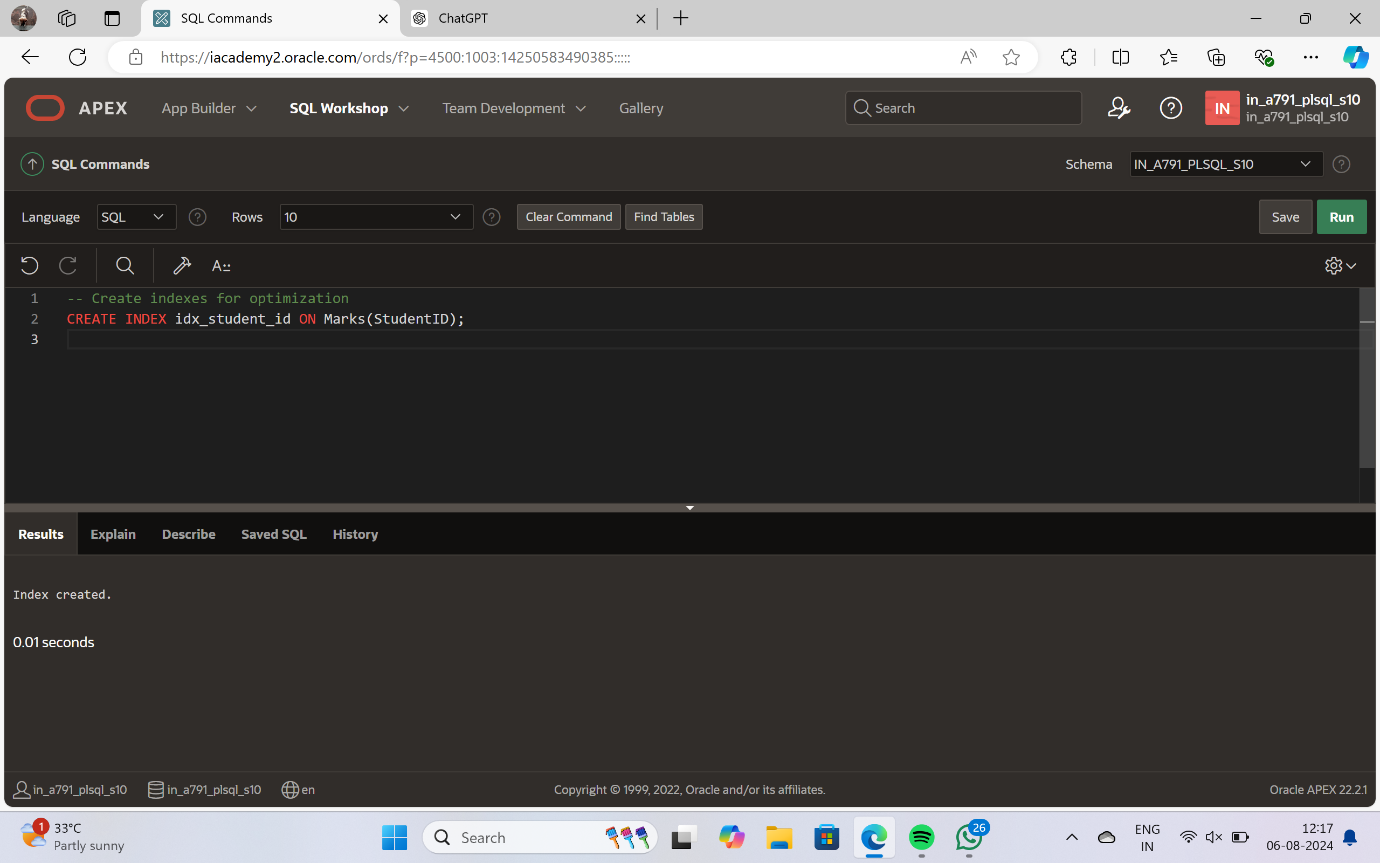 SQL Commands
ChatGPT
https://iacademy2.oracle.com/ords/f?p=4500:1003:14250583490385:::::
APEX App Builder SQL Workshop Team Development Gallery Search IN in_a791_plsql_s10
in_a791_plsql_s10
SQL Commands Schema IN_A791_PLSQL_S10
Language SQL Rows 10 Clear Command Find Tables Save Run
1 -- Create indexes for optimization
2 CREATE INDEX idx_student_id ON Marks(StudentID);
3
Results Explain Describe Saved SQL History
Index created.
0.01 seconds
in_a791_plsql_s10 in_a791_plsql_s10 en Copyright © 1999, 2022, Oracle and/or its affiliates. Oracle APEX 22.2.1
1 33°C
Partly sunny
Search
26
ENG
IN
12:17
06-08-2024